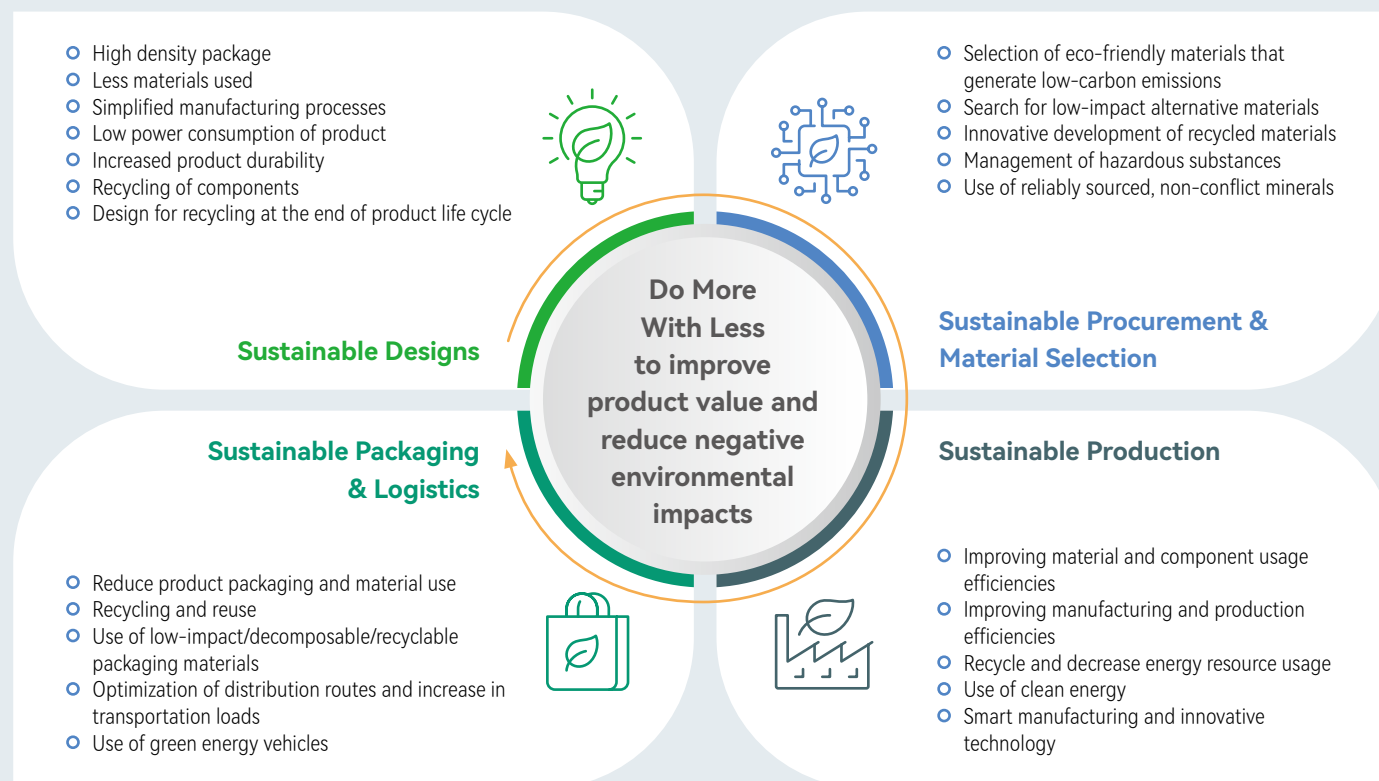 High density package
Less materials used
Simplified manufacturing processes
Low power consumption of product
Increased product durability
Recycling of components
Design for recycling at the end of product life cycle
Sustainable Designs
Selection of eco-friendly materials that
generate low-carbon emissions
Search for low-impact alternative materials
Innovative development of recycled materials
Management of hazardous substances
Use of reliably sourced, non-conflict minerals
Sustainable Procurement &
Material Selection
Do More
With Less
to improve
product value and
reduce negative
environmental
impacts
Sustainable Packaging
& Logistics
Reduce product packaging and material use
Recycling and reuse
Use of low-impact/decomposable/recyclable
packaging materials
Optimization of distribution routes and increase in
transportation loads
Use of green energy vehicles
Sustainable Production
Improving material and component usage
efficiencies
Improving manufacturing and production
efficiencies
Recycle and decrease energy resource usage
Use of clean energy
Smart manufacturing and innovative
technology